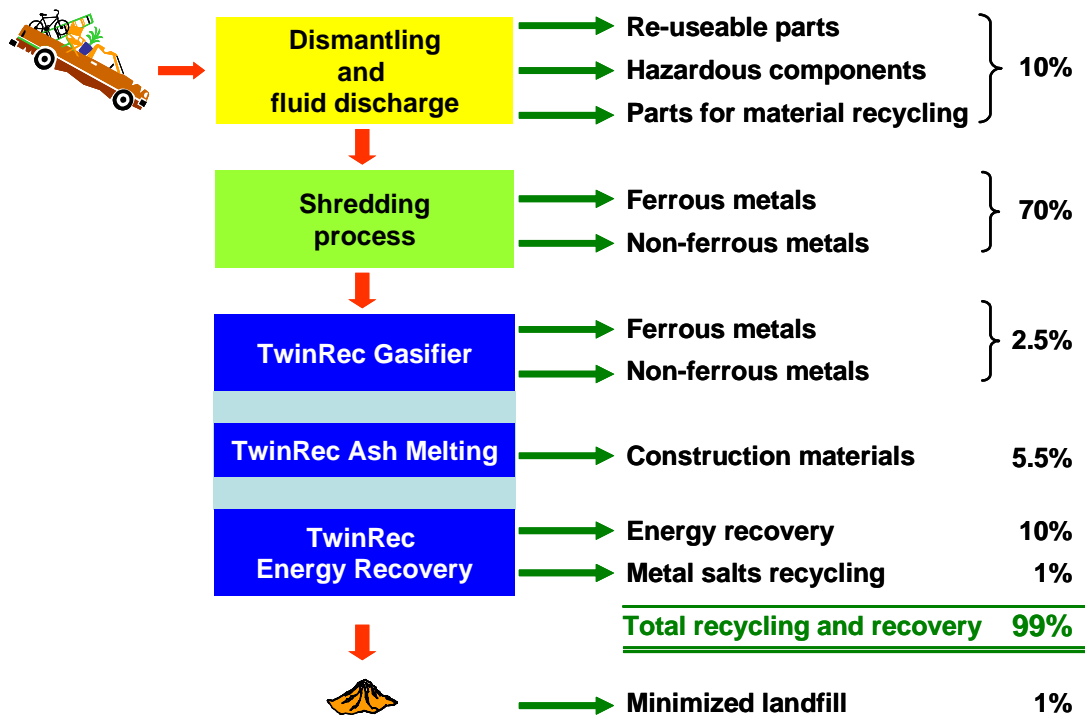 Dismantling
and
fluid discharge
Re-useable parts
Hazardous components
Parts for material recycling
10%
Shredding
process
Ferrous metals
Non-ferrous metals
70%
TwinRec Gasifier
Ferrous metals
Non-ferrous metals
2.5%
TwinRec Ash Melting
Construction materials 5.5%
TwinRec
Energy Recovery
Energy recovery 10%
Metal salts recycling 1%
Total recycling and recovery 99%
Minimized landfill 1%